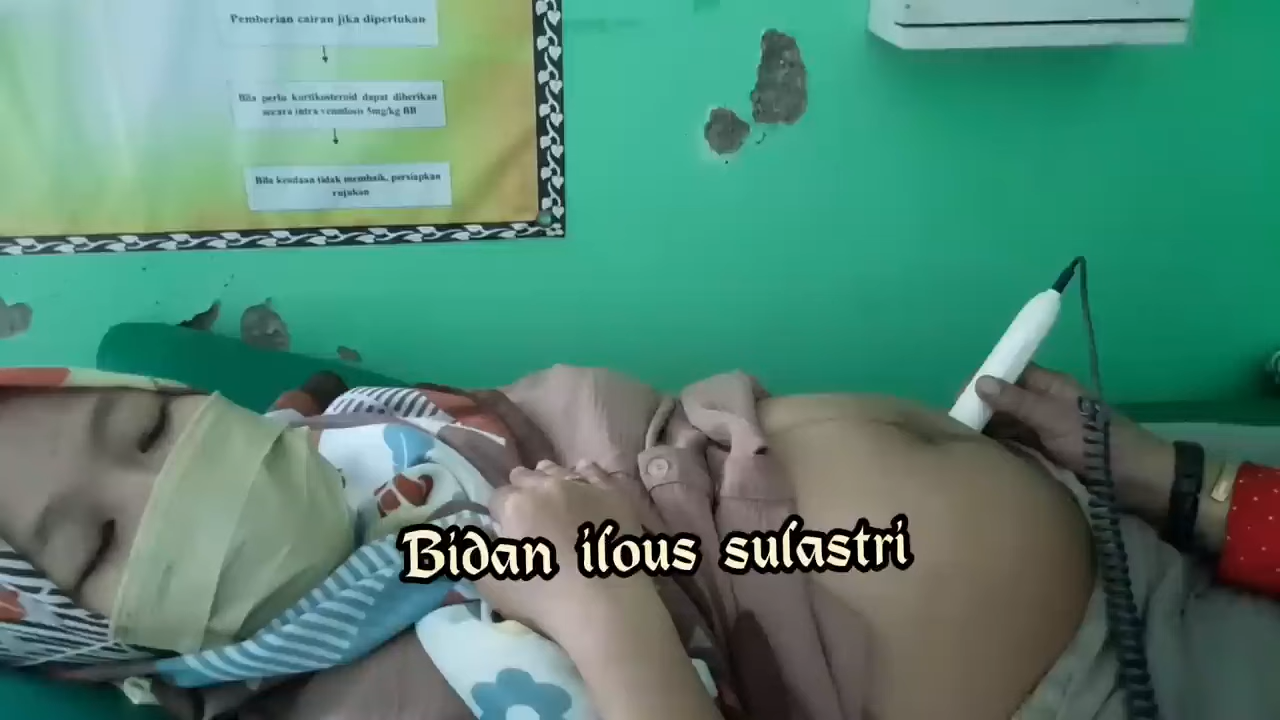 Pemberian cairan jika diperlukan
Bila perlu kortikosteroid dapat diberikan
secara intra venulosis 5mg/kg BB
Bila keadaan tidak membaik, persiapkan
rujukan
Bidan ilous sulastri